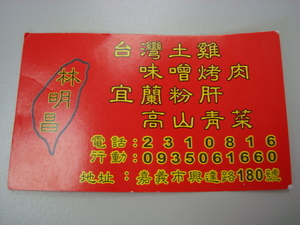 林明昌
台灣土雞
味噌烤肉
宜蘭粉肝
高山青菜
電話：2310816
行動：0935061660
地址：嘉義市興達路180號